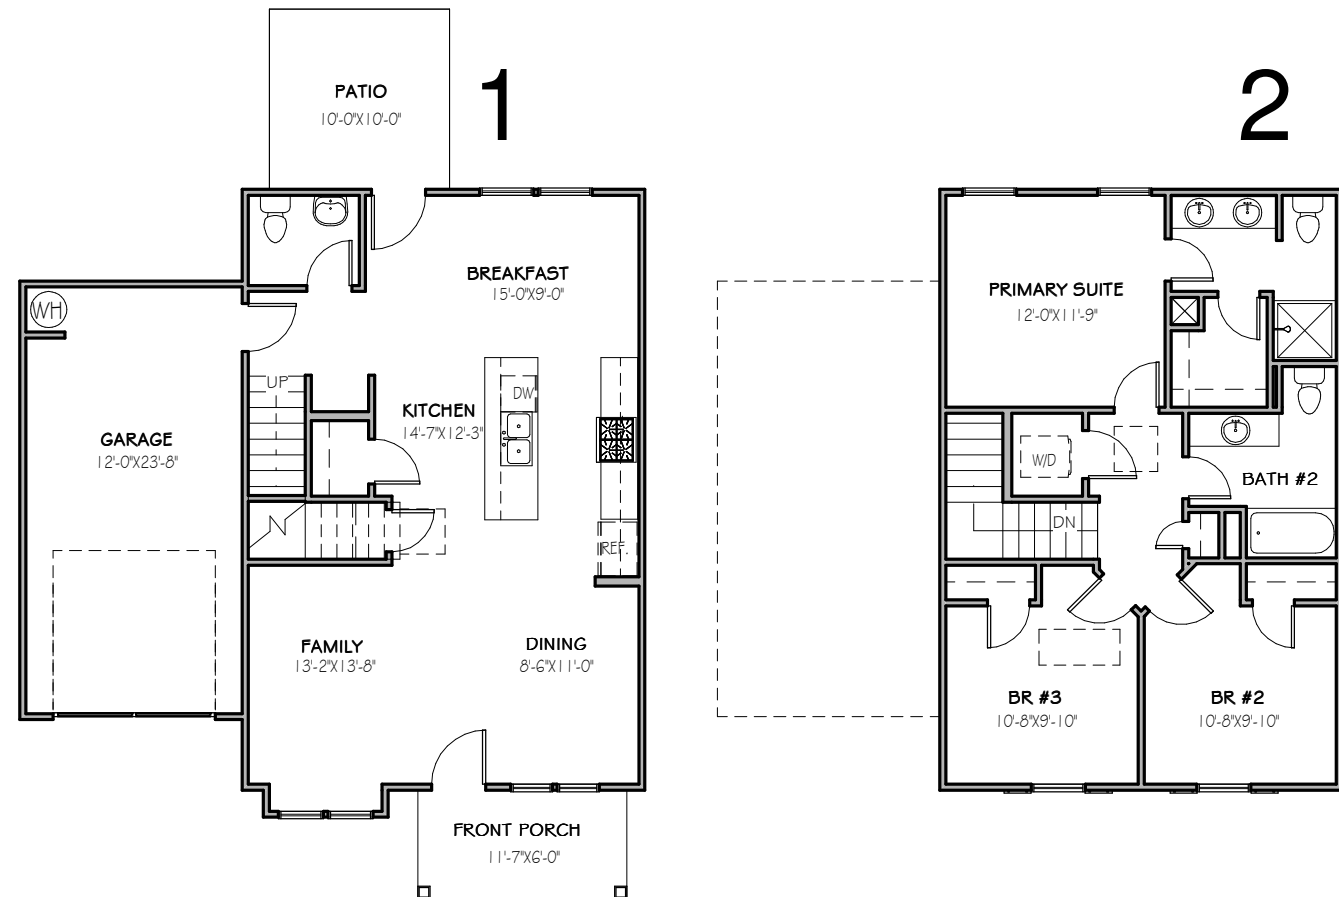 1
2
PATIO
10'-0"X10'-0"
BREAKFAST
15'-0"X9'-0"
WH
UP
DW
KITCHEN
14'-7"X12'-3"
GARAGE
12'-0"X23'-8"
REF.
FAMILY
13'-2"X13'-8"
DINING
8'-6"X11'-0"
FRONT PORCH
11'-7"X6'-0"
PRIMARY SUITE
12'-0"X11'-9"
W/D
BATH #2
DN
BR #3
10'-8"X9'-10"
BR #2
10'-8"X9'-10"